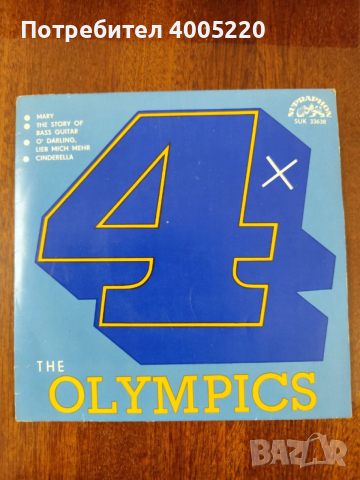 Потребител 4005220
SUPRAPHON
SUK 33638
MARY
THE STORY OF
BASS GUITAR
O' DARLING,
LIEB MICH MEHR
CINDERELLA
4 ×
THE
OLYMPICS
BAZAR